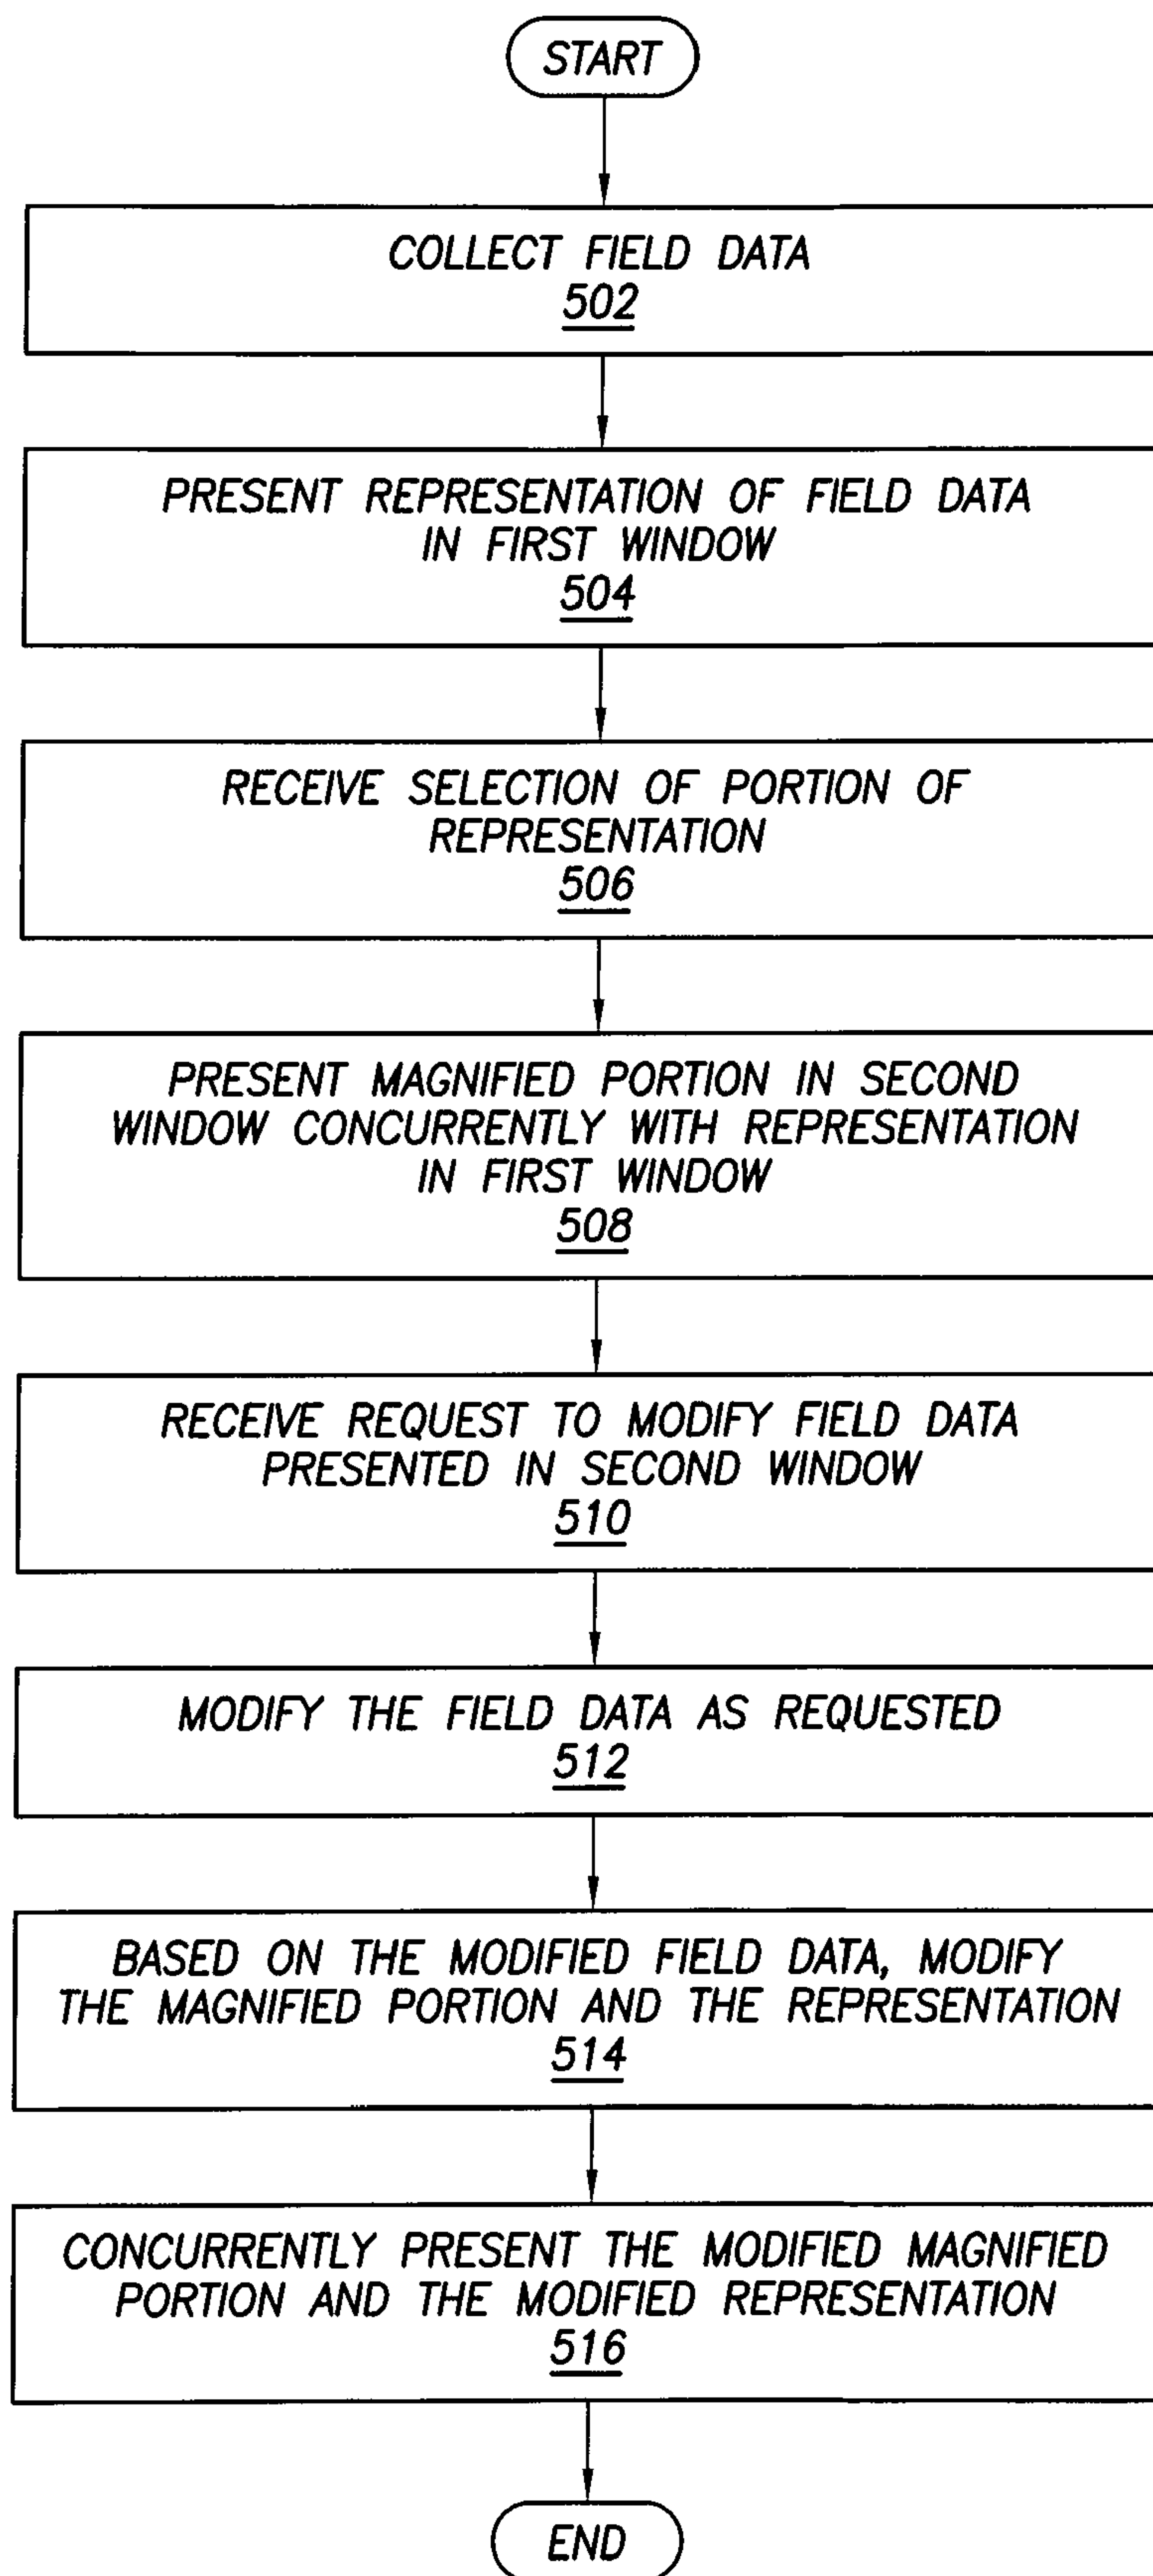 START
COLLECT FIELD DATA
502
PRESENT REPRESENTATION OF FIELD DATA
IN FIRST WINDOW
504
RECEIVE SELECTION OF PORTION OF
REPRESENTATION
506
PRESENT MAGNIFIED PORTION IN SECOND
WINDOW CONCURRENTLY WITH REPRESENTATION
IN FIRST WINDOW
508
RECEIVE REQUEST TO MODIFY FIELD DATA
PRESENTED IN SECOND WINDOW
510
MODIFY THE FIELD DATA AS REQUESTED
512
BASED ON THE MODIFIED FIELD DATA, MODIFY
THE MAGNIFIED PORTION AND THE REPRESENTATION
514
CONCURRENTLY PRESENT THE MODIFIED MAGNIFIED
PORTION AND THE MODIFIED REPRESENTATION
516
END